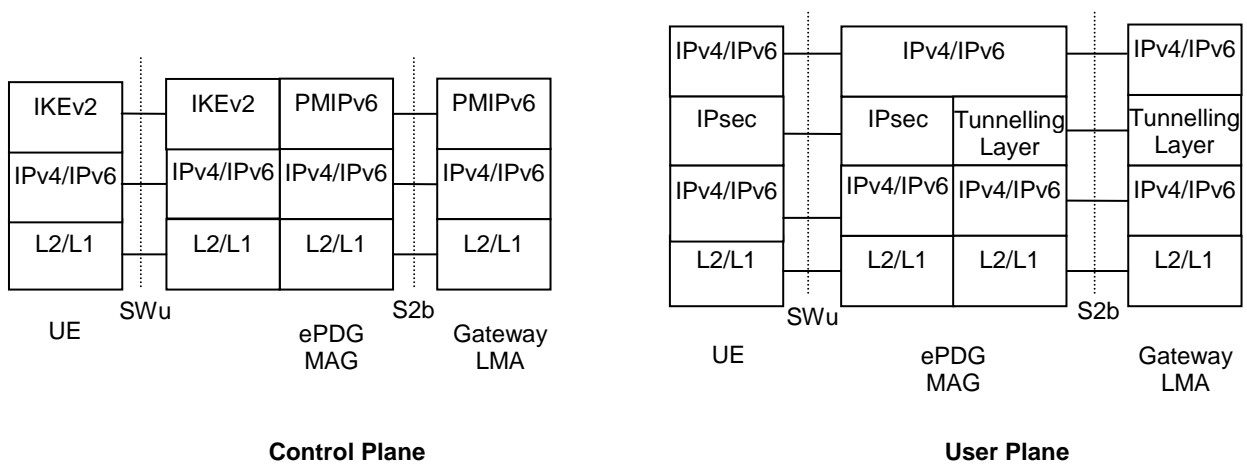 IKEv2
IKEv2
PMIPv6
PMIPv6
IPv4/IPv6
IPv4/IPv6
IPv4/IPv6
IPv4/IPv6
L2/L1
L2/L1
L2/L1
L2/L1
SWu
S2b
UE
ePDG
MAG
Gateway
LMA
Control Plane
IPv4/IPv6
IPv4/IPv6
IPv4/IPv6
IPsec
IPsec
Tunnelling
Layer
Tunnelling
Layer
IPv4/IPv6
IPv4/IPv6
IPv4/IPv6
IPv4/IPv6
L2/L1
L2/L1
L2/L1
L2/L1
SWu
S2b
UE
ePDG
MAG
Gateway
LMA
User Plane